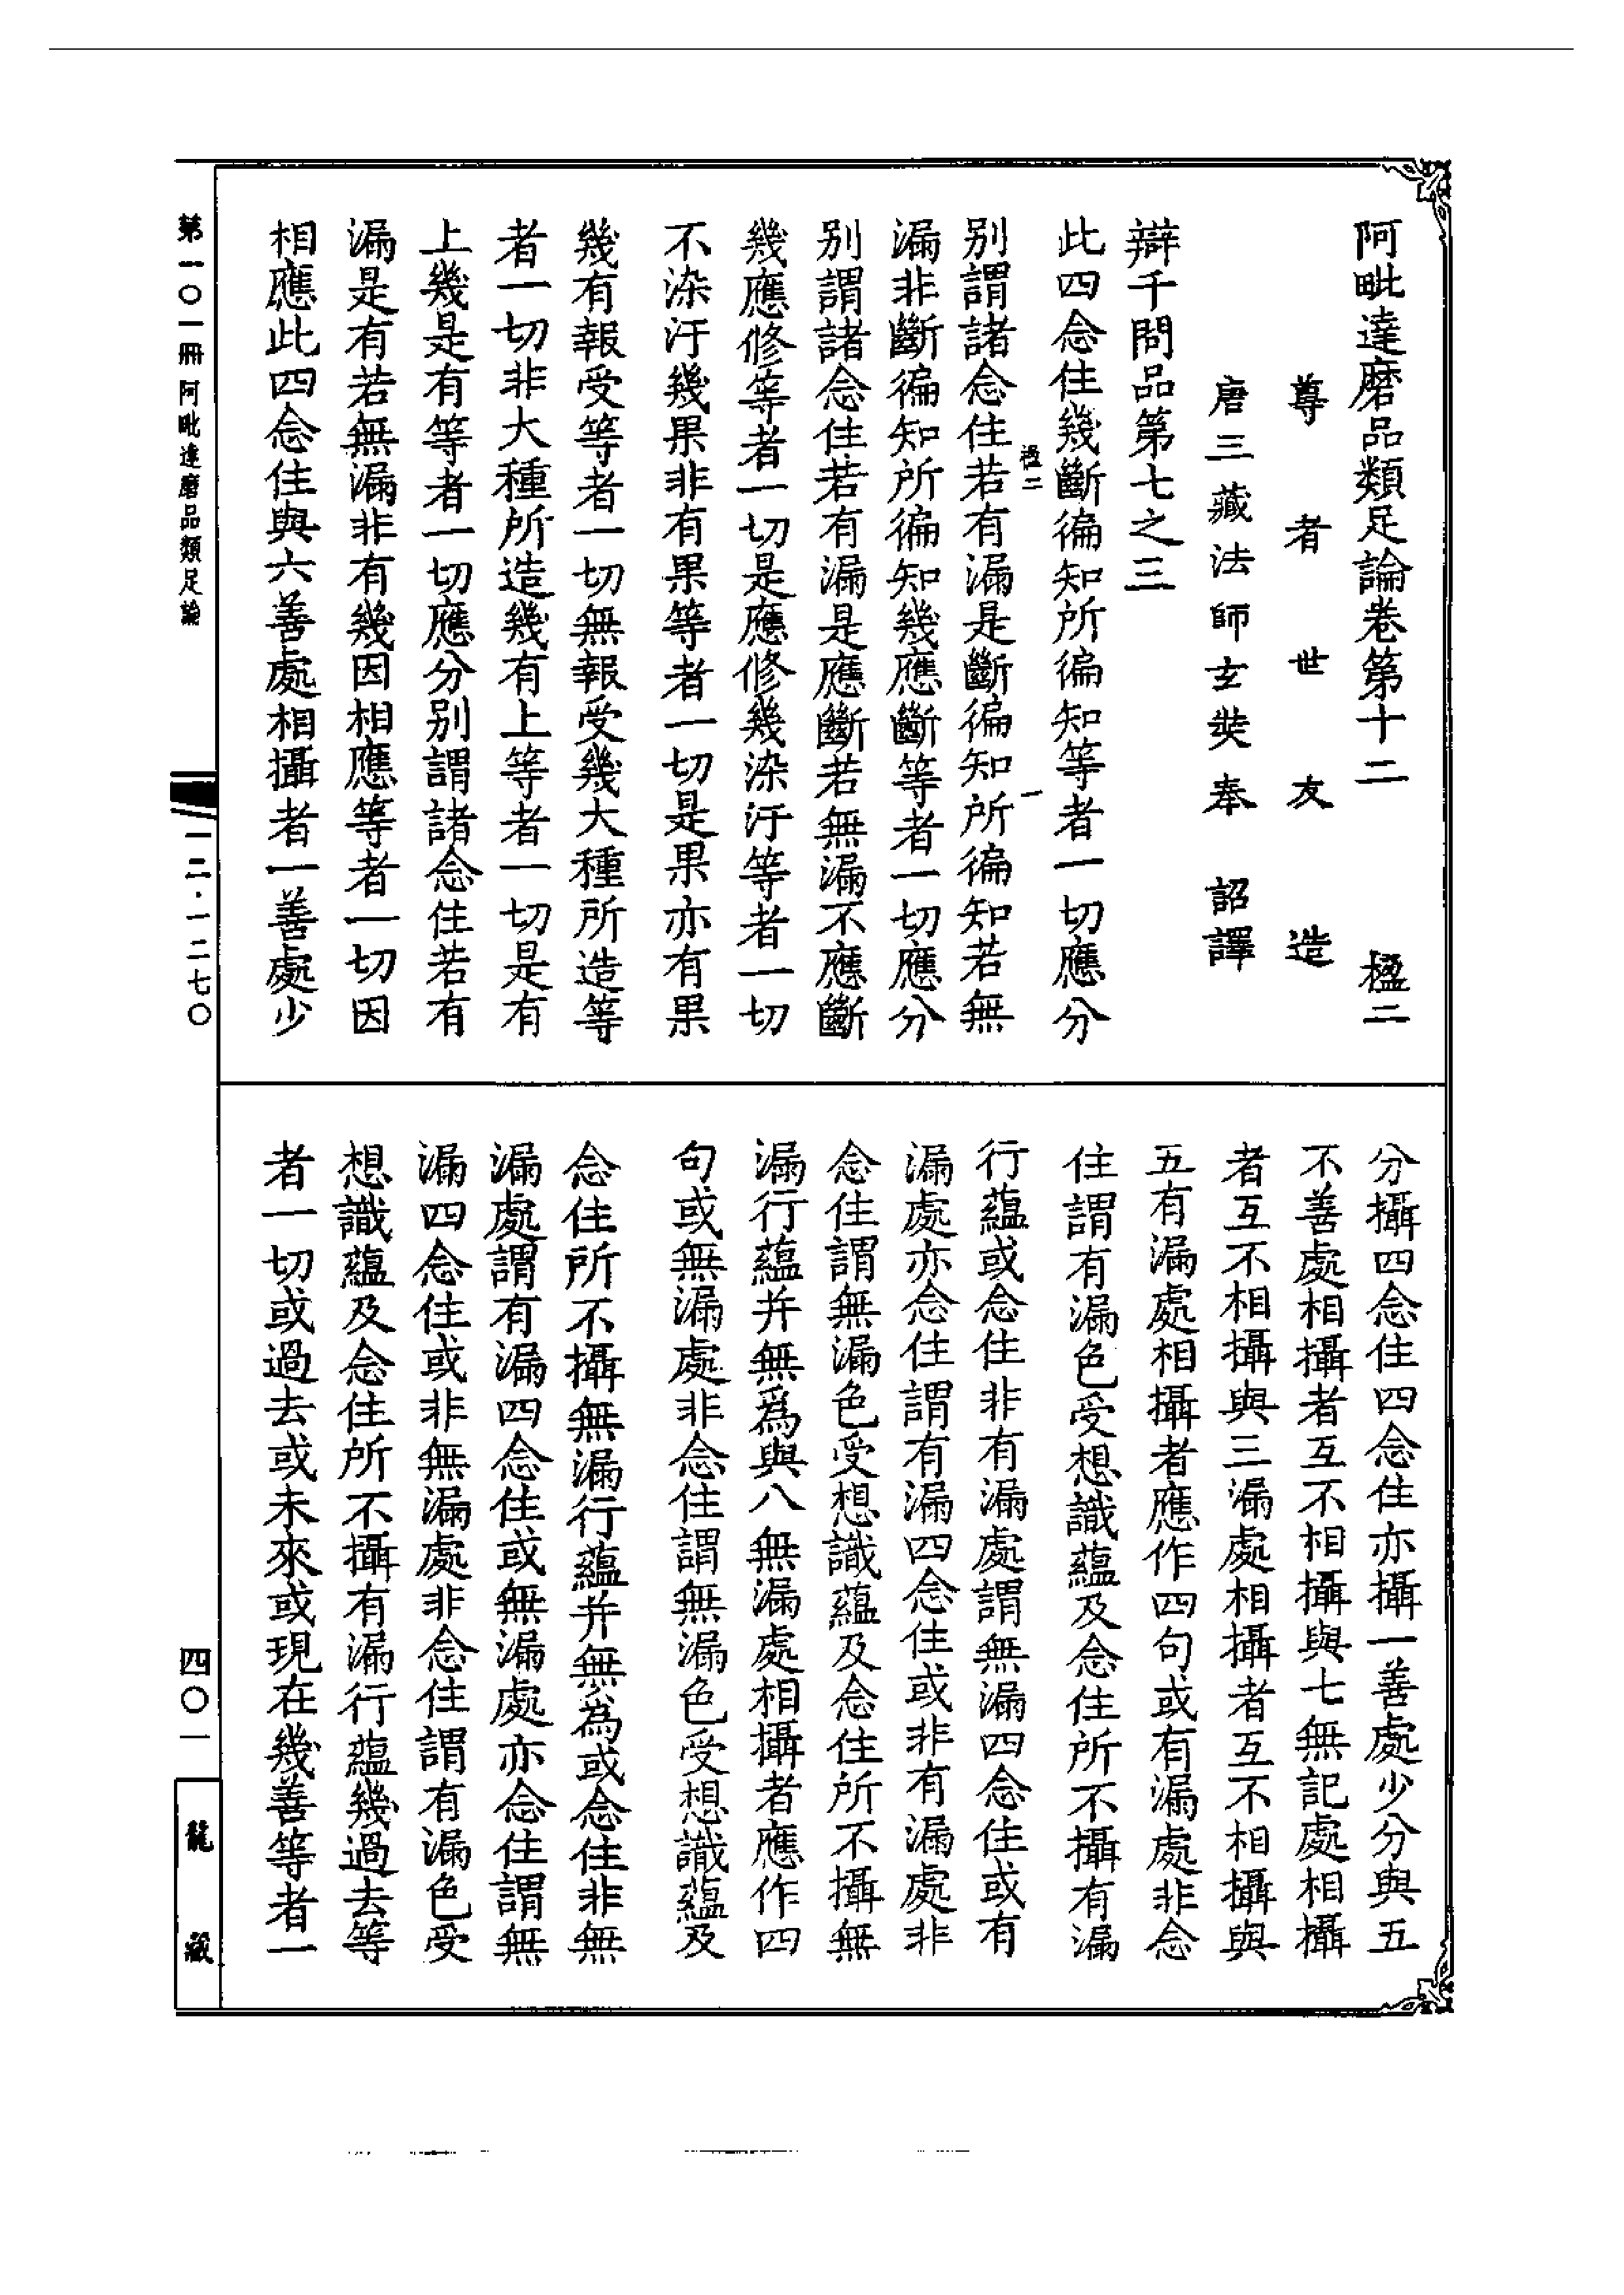 阿毗達磨品類足論卷第十二　楹二
尊者世友造
唐三藏法師玄奘奉　詔譯
辯千問品第七之三
此四念住幾斷徧知所徧知等者一切應分
別謂諸念住若有漏是斷徧知所徧知若無
楹二　一
漏非斷徧知所徧知幾應斷等者一切應分
別謂諸念住若有漏是應斷若無漏不應斷
幾應修等者一切是應修幾染汙等者一切
不染汙幾果非有果等者一切是果亦有果
幾有報受等者一切無報受幾大種所造等
者一切非大種所造幾有上等者一切是有
上幾是有等者一切應分別謂諸念住若有
漏是有若無漏非有幾因相應等者一切因
相應此四念住與六善處相攝者一善處少
分攝四念住四念住亦攝一善處少分與五
不善處相攝者互不相攝與七無記處相攝
者互不相攝與三漏處相攝者互不相攝與
五有漏處相攝者應作四句或有漏處非念
住謂有漏色受想識蘊及念住所不攝有漏
行蘊或念住非有漏處謂無漏四念住或有
漏處亦念住謂有漏四念住或非有漏處非
念住謂無漏色受想識蘊及念住所不攝無
漏行蘊并無爲與八無漏處相攝者應作四
句或無漏處非念住謂無漏色受想識蘊及
念住所不攝無漏行蘊并無爲或念住非無
漏處謂有漏四念住或無漏處亦念住謂無
漏四念住或非無漏處非念住謂有漏色受
想識蘊及念住所不攝有漏行蘊幾過去等
者一切或過去或未來或現在幾善等者一
第一〇一冊　阿毗達磨品類足論
一二·一二七〇
四〇一
龍藏